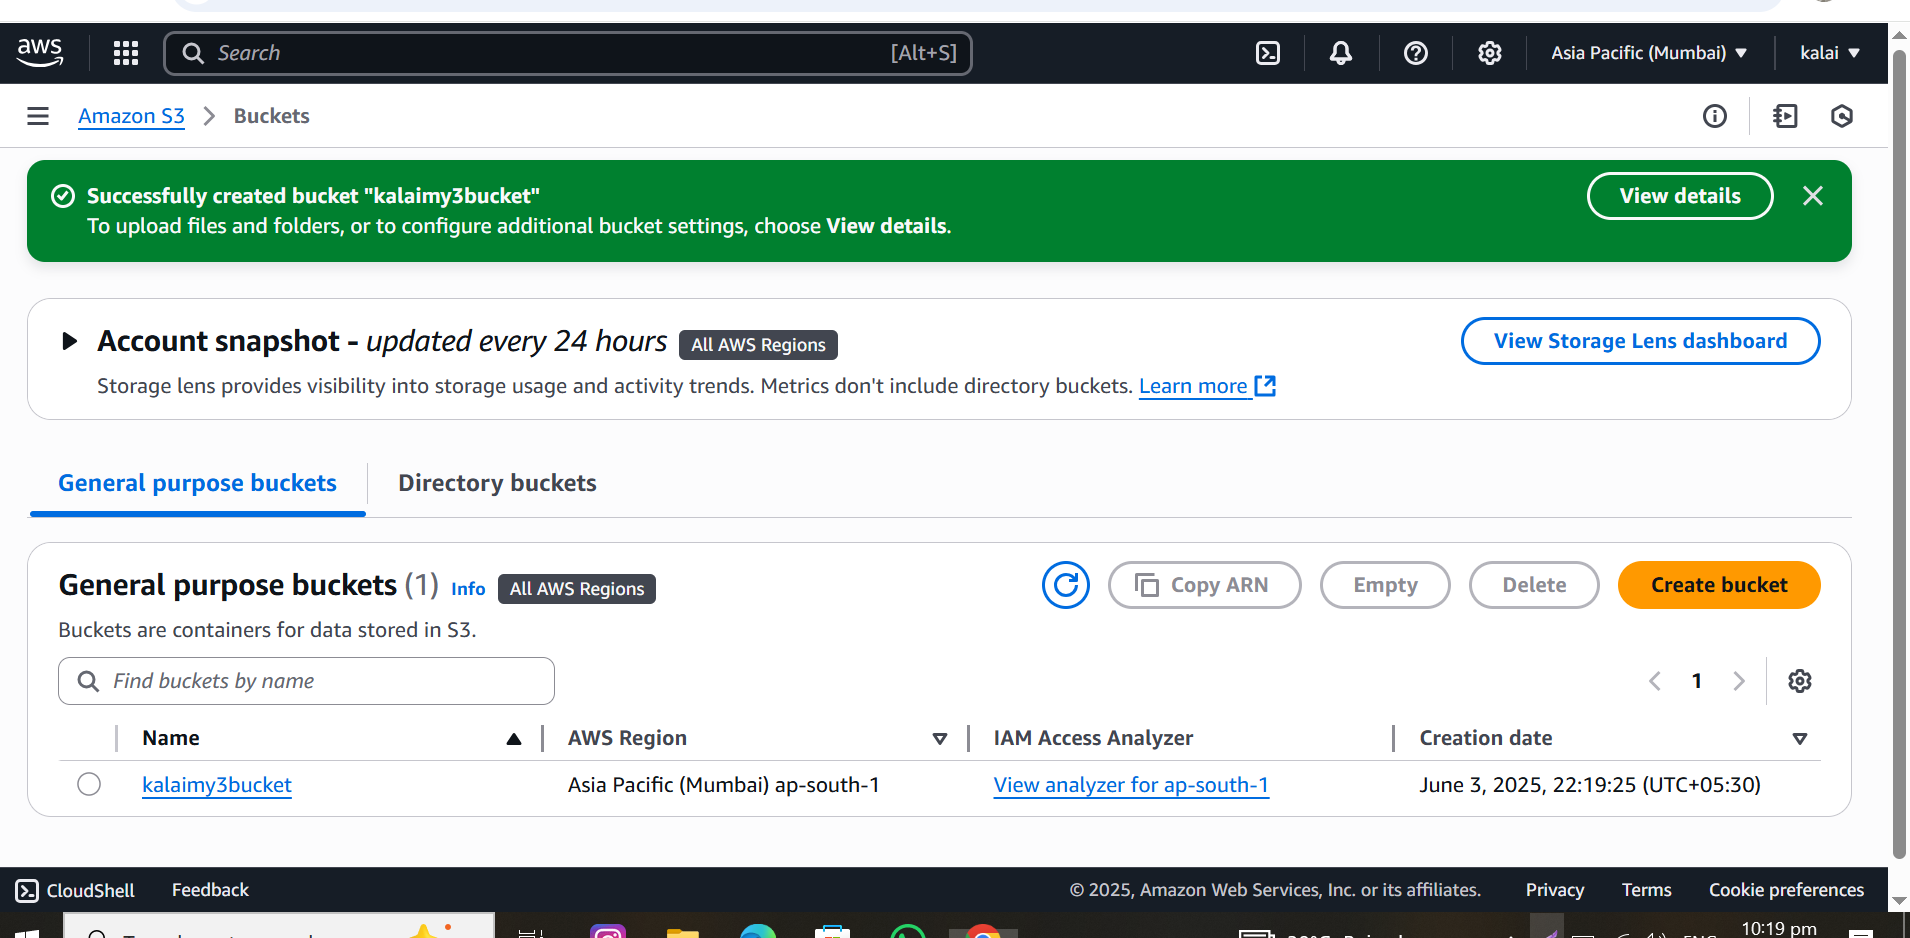 aws
Search
[Alt+S]
Asia Pacific (Mumbai)
kalai
Amazon S3
Buckets
Successfully created bucket "kalaimy3bucket"
To upload files and folders, or to configure additional bucket settings, choose View details.
View details
Account snapshot - updated every 24 hours
All AWS Regions
View Storage Lens dashboard
Storage lens provides visibility into storage usage and activity trends. Metrics don't include directory buckets. Learn more
General purpose buckets
Directory buckets
General purpose buckets (1)
Info
All AWS Regions
Copy ARN
Empty
Delete
Create bucket
Buckets are containers for data stored in S3.
Find buckets by name
1
Name
AWS Region
IAM Access Analyzer
Creation date
kalaimy3bucket
Asia Pacific (Mumbai) ap-south-1
View analyzer for ap-south-1
June 3, 2025, 22:19:25 (UTC+05:30)
CloudShell
Feedback
© 2025, Amazon Web Services, Inc. or its affiliates.
Privacy
Terms
Cookie preferences
10:19 pm